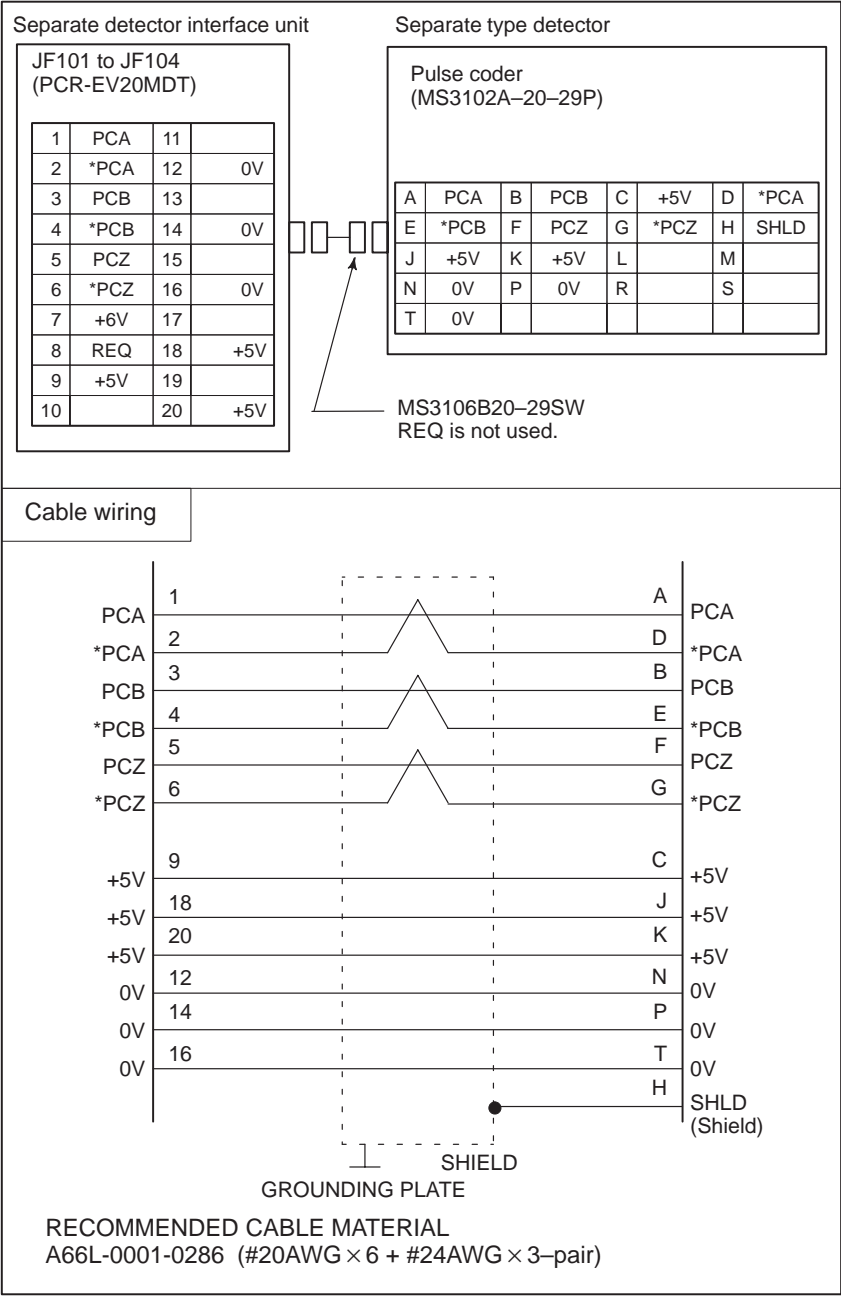 Separate detector interface unit
Separate type detector
JF101 to JF104
(PCR-EV20MDT)
1 PCA 11
2 *PCA 12 0V
3 PCB 13
4 *PCB 14 0V
5 PCZ 15
6 *PCZ 16 0V
7 +6V 17
8 REQ 18 +5V
9 +5V 19
10 20 +5V
Pulse coder
(MS3102A–20–29P)
A PCA B PCB C +5V D *PCA
E *PCB F PCZ G *PCZ H SHLD
J +5V K +5V L M
N 0V P 0V R S
T 0V
MS3106B20–29SW
REQ is not used.
Cable wiring
PCA 1 A PCA
*PCA 2 D *PCA
PCB 3 B PCB
*PCB 4 E *PCB
PCZ 5 F PCZ
*PCZ 6 G *PCZ
+5V 9 C +5V
+5V 18 J +5V
+5V 20 K +5V
0V 12 N 0V
0V 14 P 0V
0V 16 T 0V
H SHLD
(Shield)
SHIELD
GROUNDING PLATE
RECOMMENDED CABLE MATERIAL
A66L-0001-0286 (#20AWG×6 + #24AWG×3–pair)